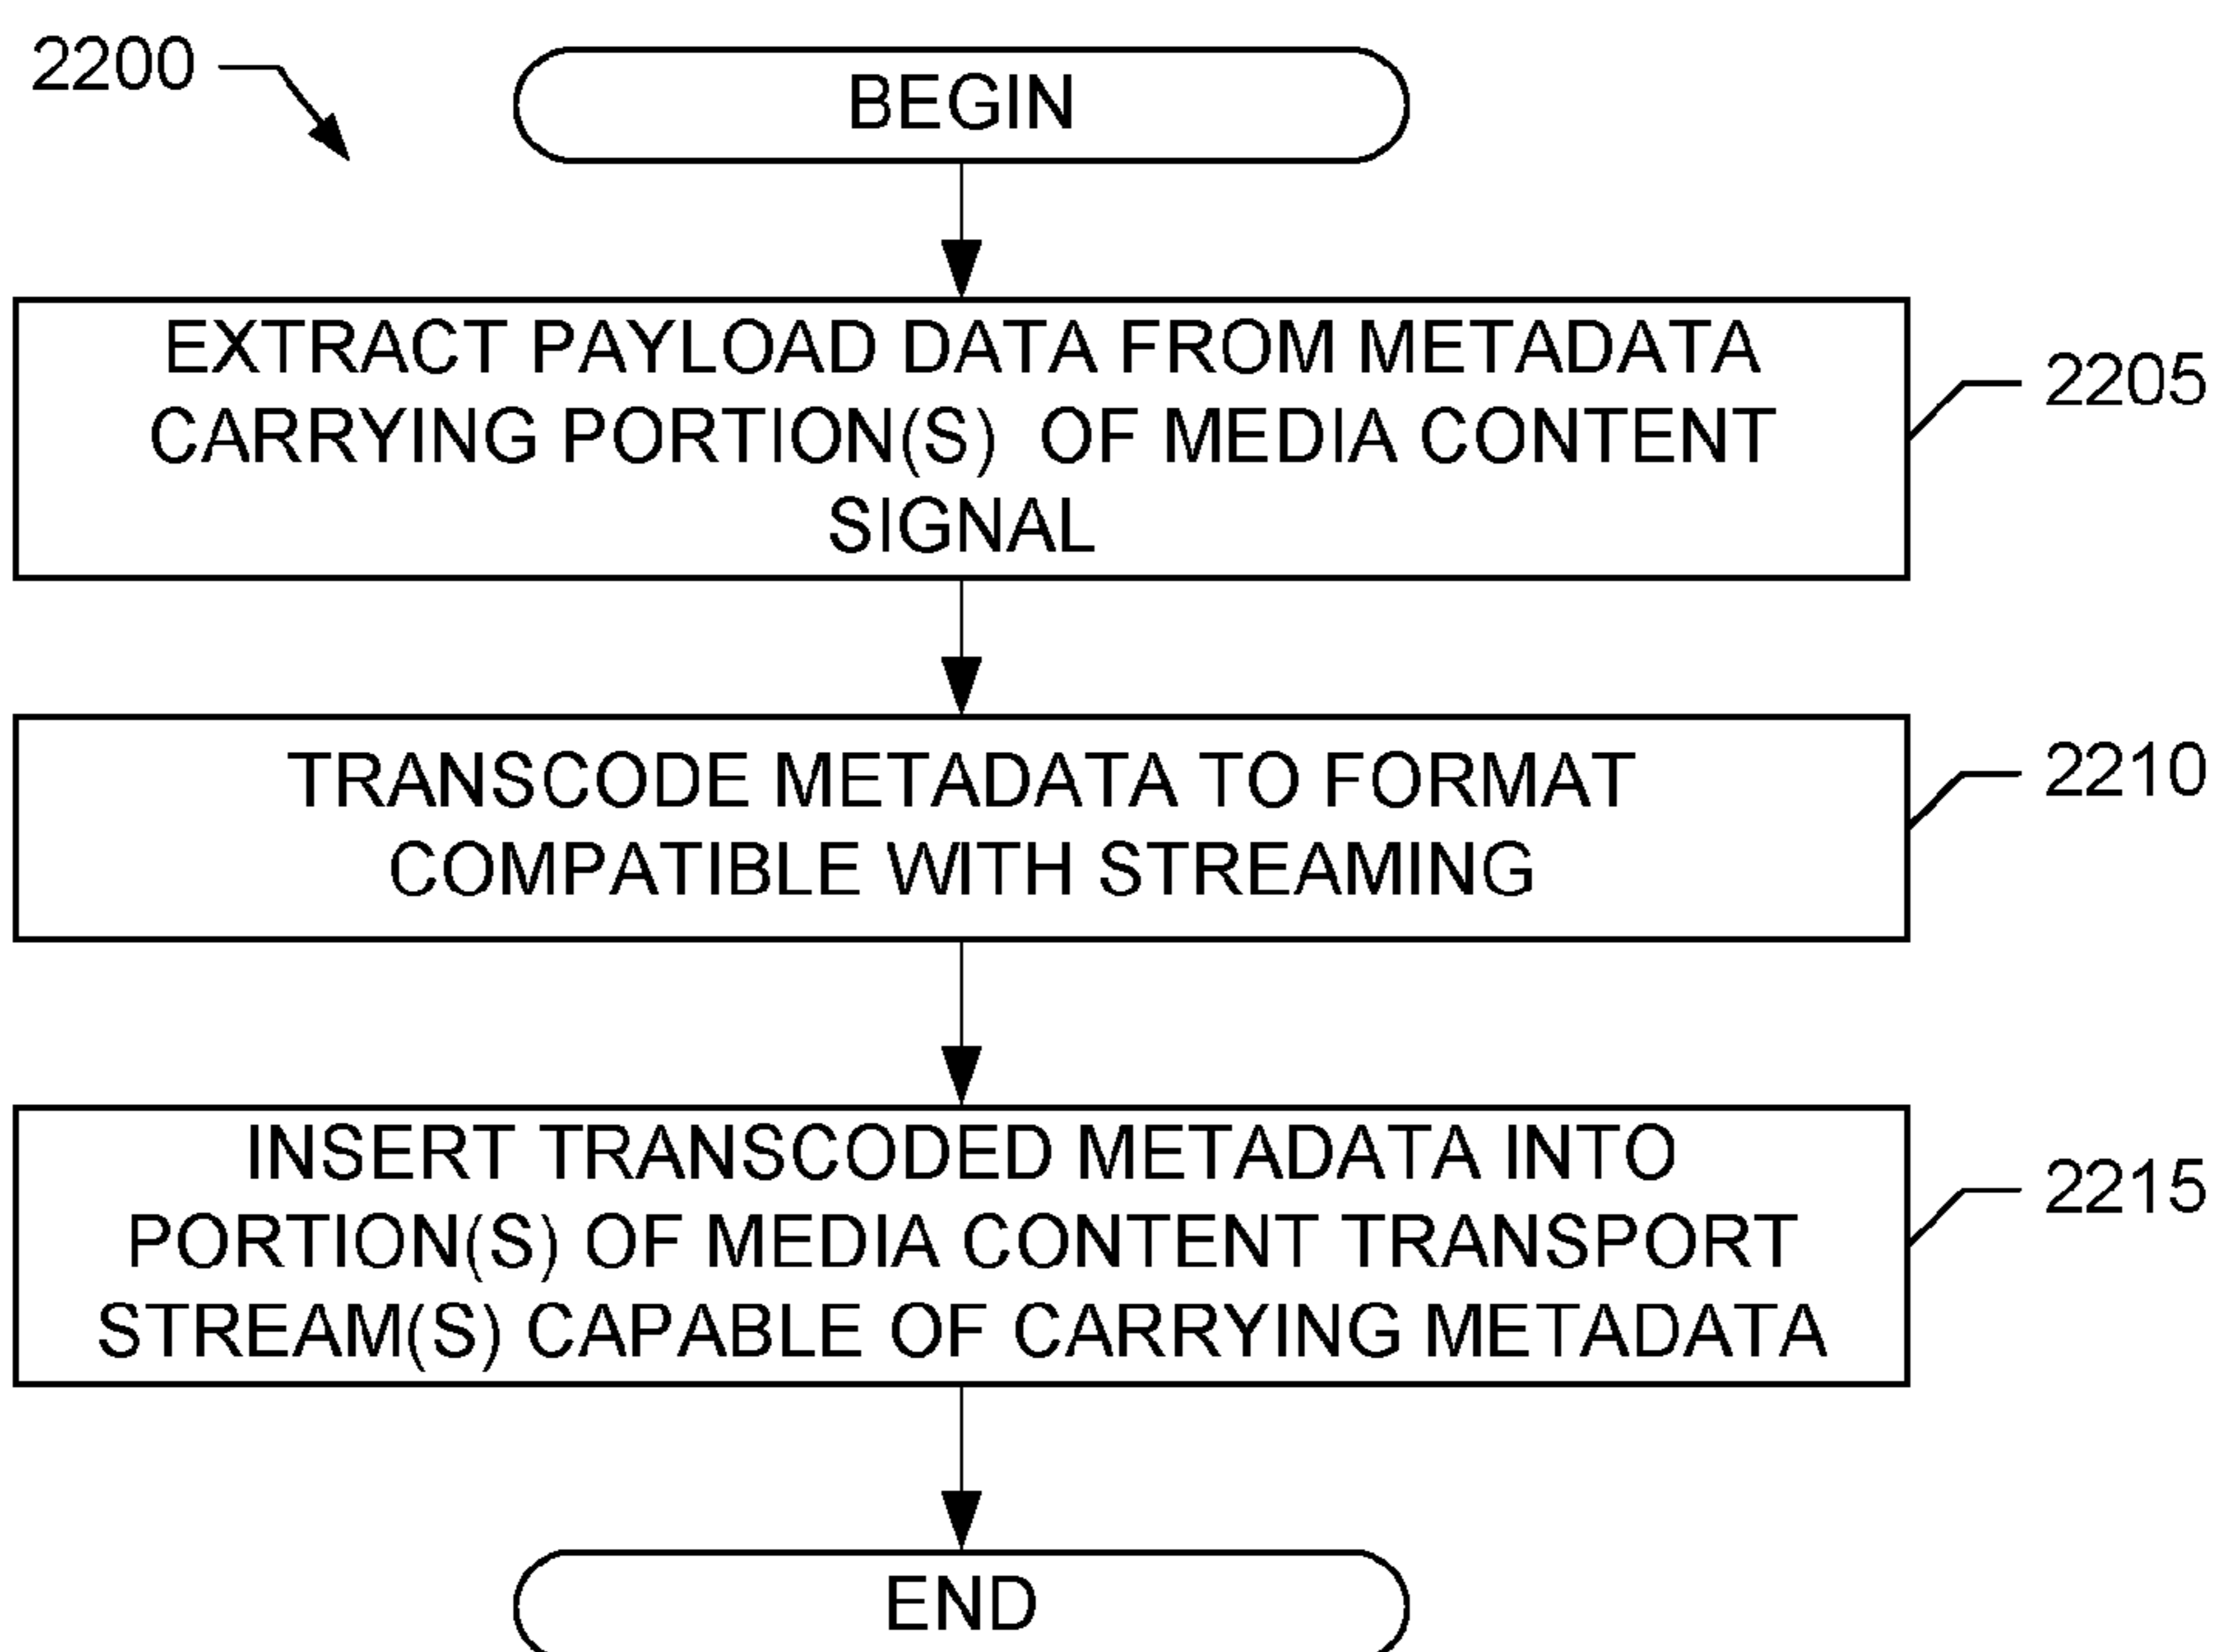 2200
BEGIN
EXTRACT PAYLOAD DATA FROM METADATA
CARRYING PORTION(S) OF MEDIA CONTENT
SIGNAL
2205
TRANSCODE METADATA TO FORMAT
COMPATIBLE WITH STREAMING
2210
INSERT TRANSCODED METADATA INTO
PORTION(S) OF MEDIA CONTENT TRANSPORT
STREAM(S) CAPABLE OF CARRYING METADATA
2215
END